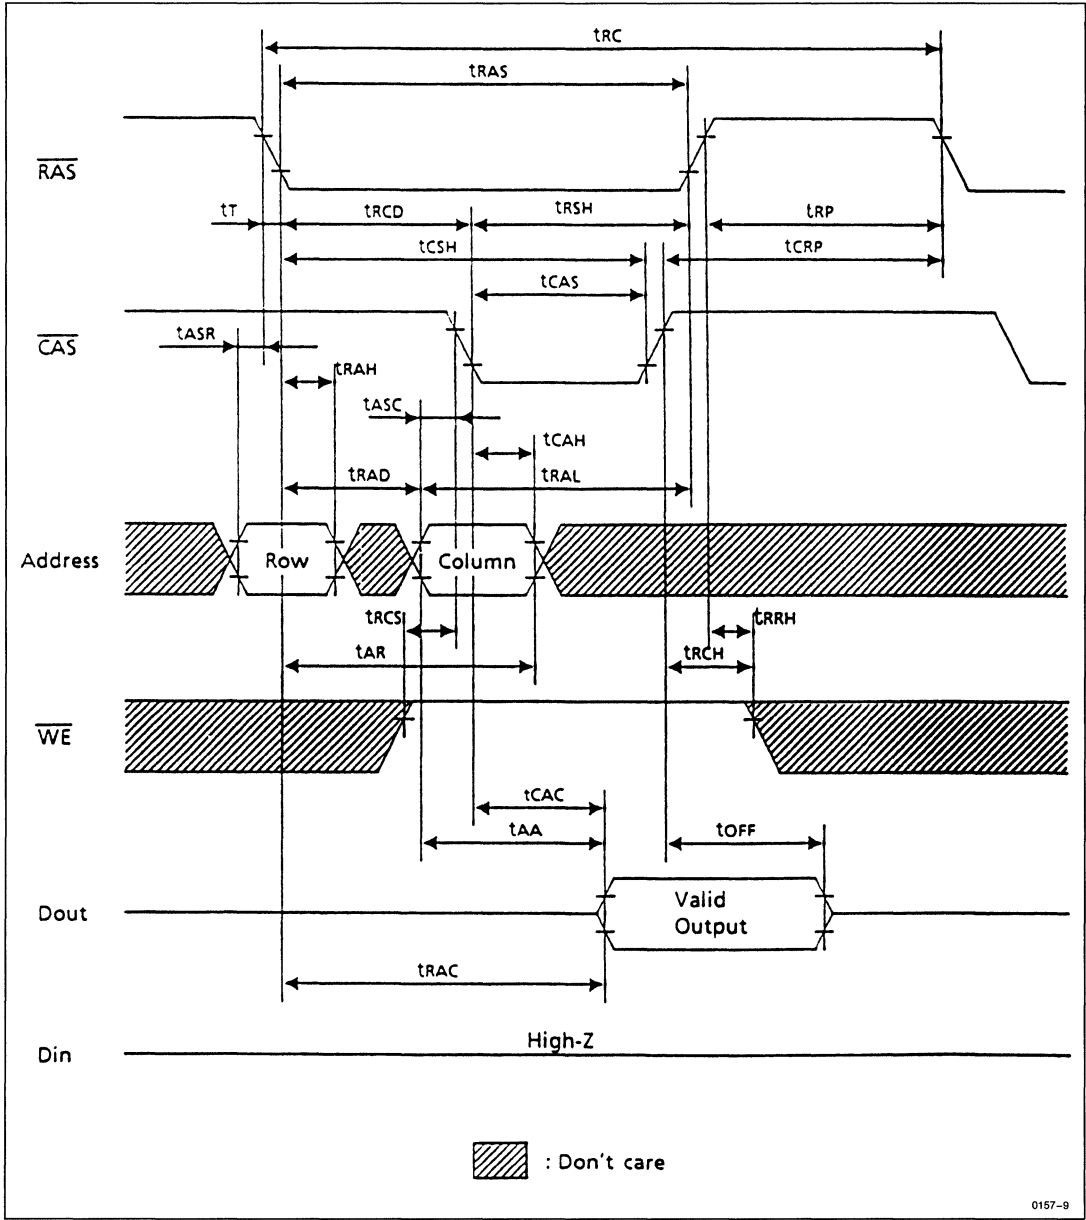 tRC
tRAS
RAS
tT
tRCD
tRSH
tRP
tCSH
tCRP
tCAS
CAS
tASR
tRAH
tASC
tCAH
tRAD
tRAL
Address
Row
Column
tRCS
tRRH
tAR
tRCH
WE
tCAC
tAA
tOFF
Dout
Valid
Output
tRAC
High-Z
Din
: Don't care
0157-9